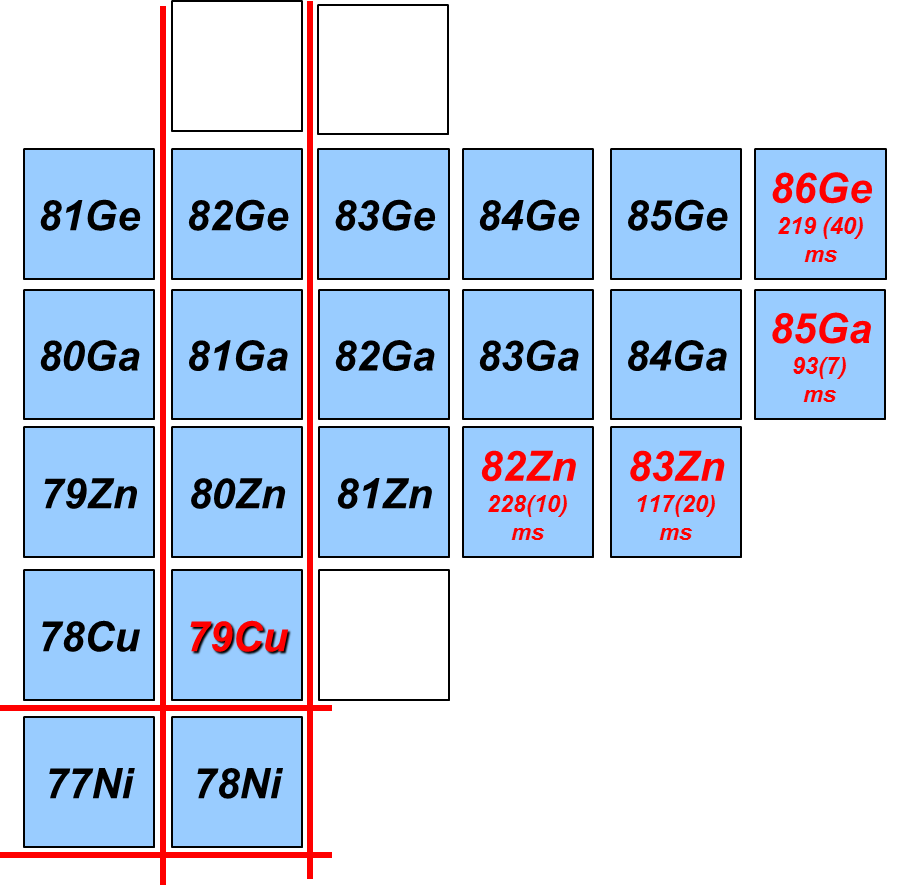 81Ge
82Ge
83Ge
84Ge
85Ge
86Ge
219 (40)
ms
80Ga
81Ga
82Ga
83Ga
84Ga
85Ga
93(7)
ms
79Zn
80Zn
81Zn
82Zn
228(10)
ms
83Zn
117(20)
ms
78Cu
79Cu
77Ni
78Ni